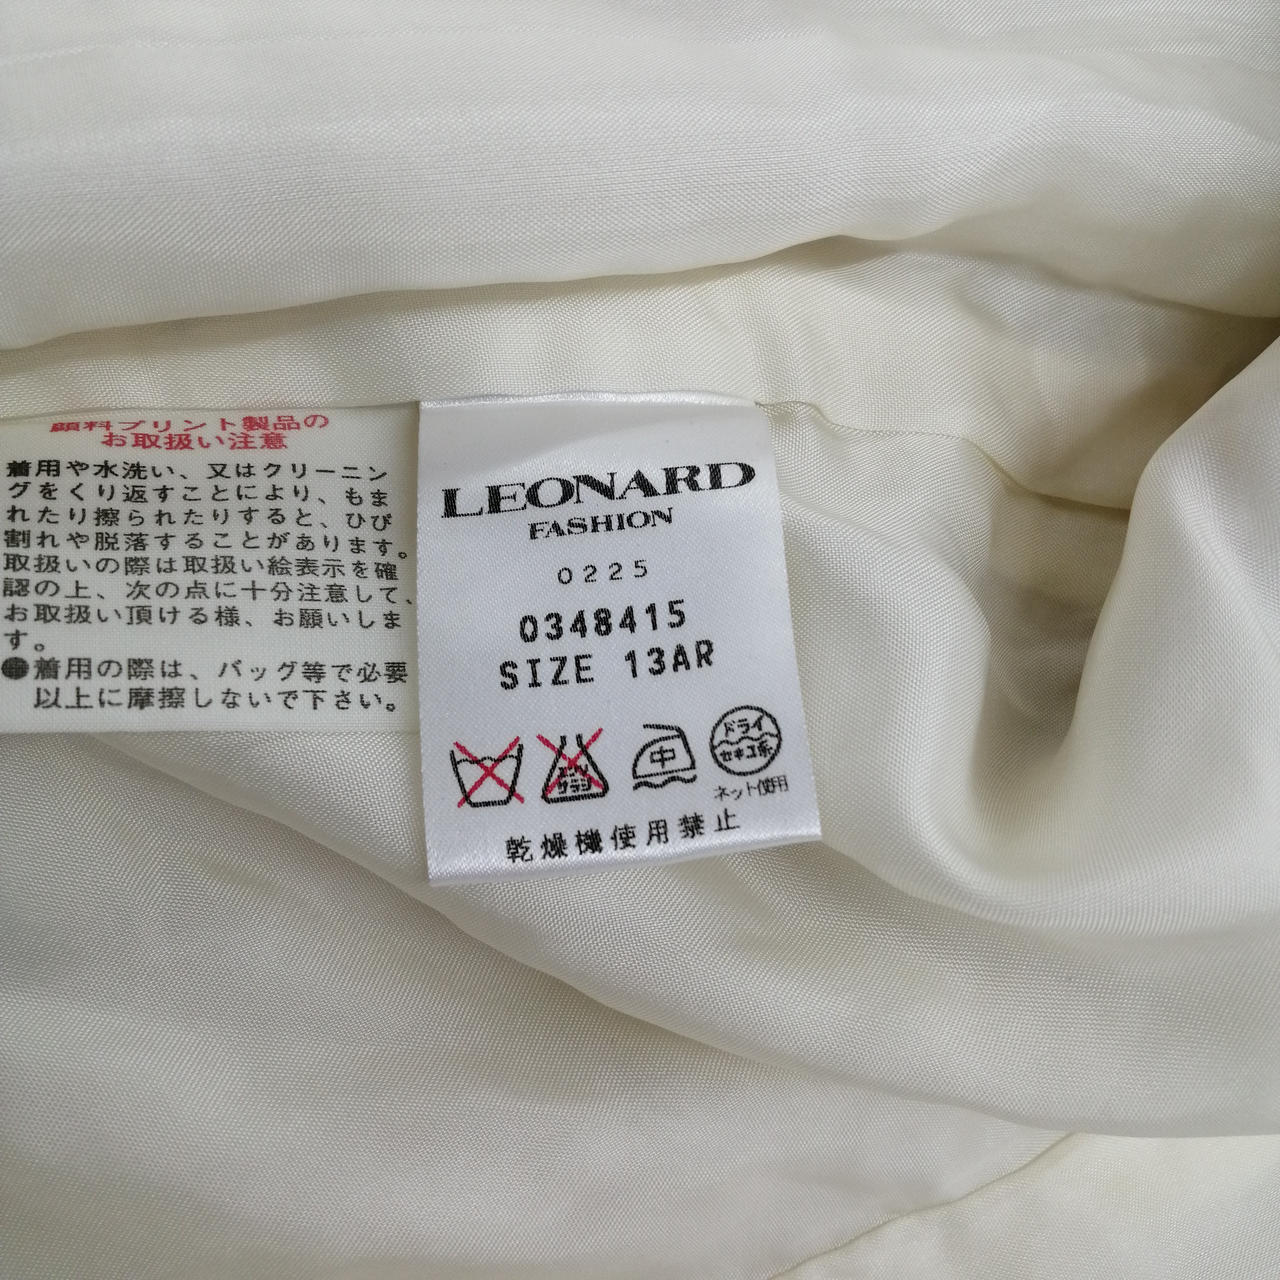 顔料プリント製品の
お取扱い注意
着用や水洗い、又はクリーニン
グをくり返すことにより、もま
れたり擦られたりすると、ひび
割れや脱落することがあります。
取扱いの際は取扱い絵表示を確
認の上、次の点に十分注意して、
お取扱い頂ける様、お願いしま
す。
●着用の際は、バッグ等で必要
以上に摩擦しないで下さい。
LEONARD
FASHION
0225
0348415
SIZE 13AR
エンソ
サラシ
中
ドライ
セキユ系
ネット使用
乾燥機使用禁止